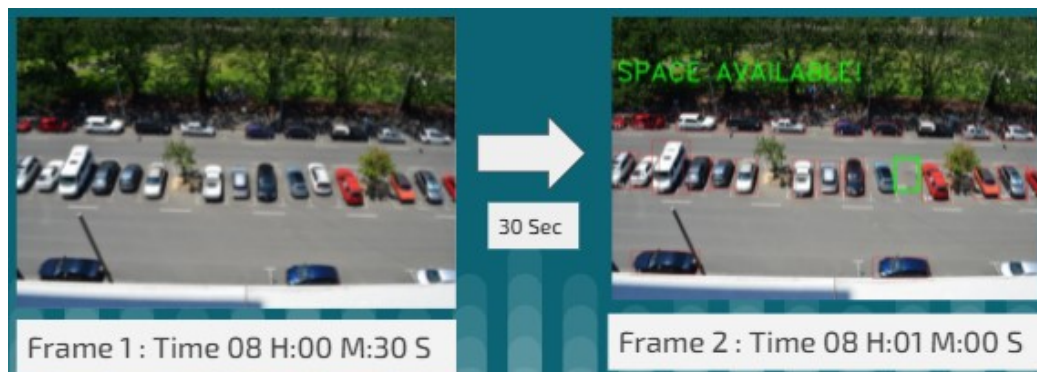 SPACE AVAILABLE!
30 Sec
Frame 1 : Time 08 H:00 M:30 S
Frame 2 : Time 08 H:01 M:00 S